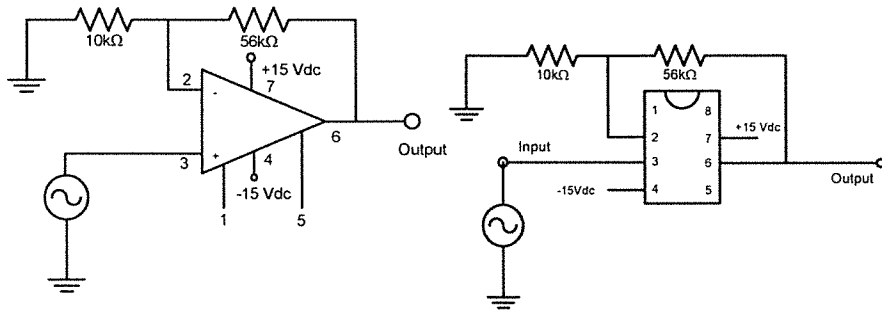 10kΩ
56kΩ
+15 Vdc
2
-
7
6
Output
3
+
4
-15 Vdc
1
5
10kΩ
56kΩ
1
8
2
7
+15 Vdc
Input
3
6
Output
-15Vdc
4
5